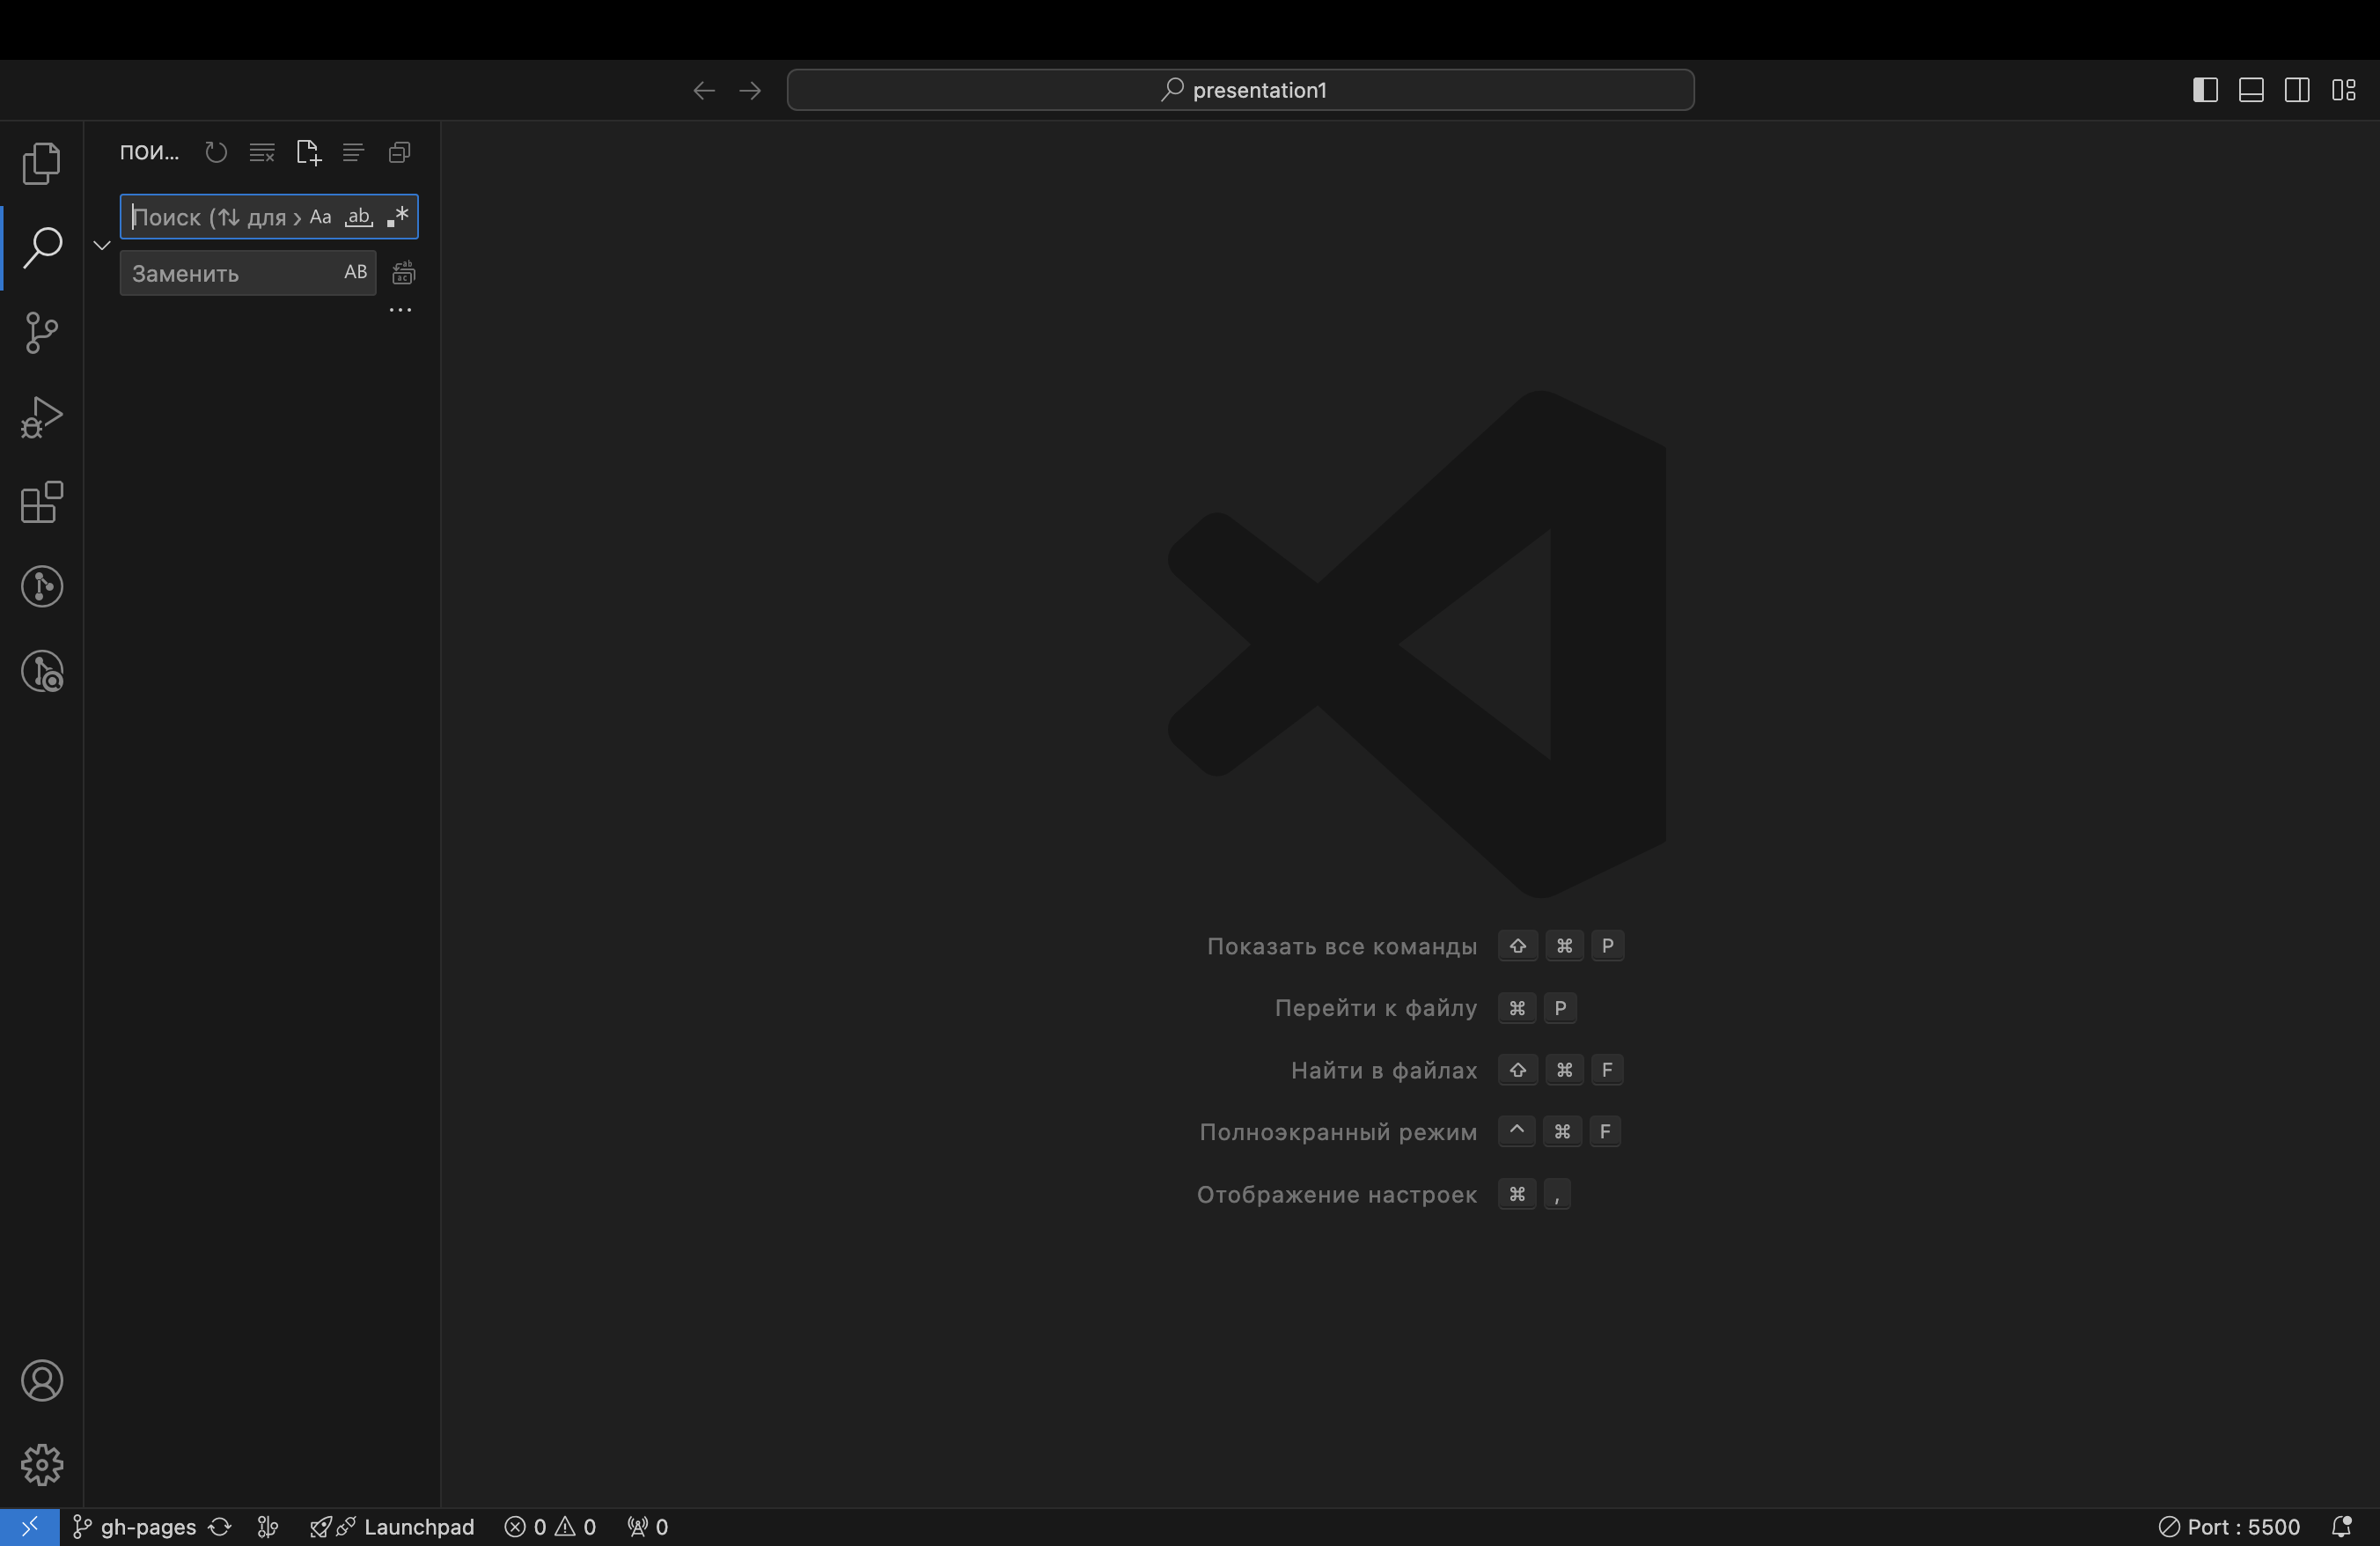 presentation1
ПОИ...
Поиск (⇅ для
Aa
ab
Заменить
AB
...
Показать все команды ⇧ ⌘ P
Перейти к файлу ⌘ P
Найти в файлах ⇧ ⌘ F
Полноэкранный режим ^ ⌘ F
Отображение настроек ⌘ ,
gh-pages Launchpad 0 0 0 Port : 5500